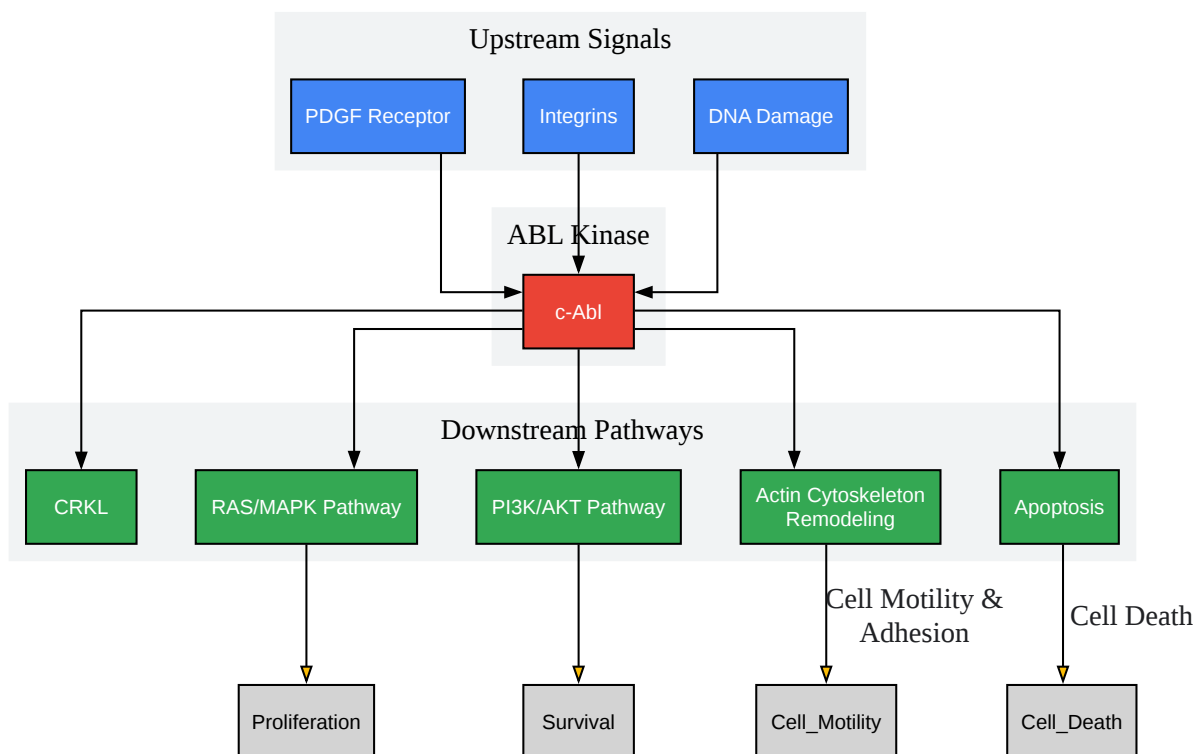 Upstream Signals
PDGF Receptor
Integrins
DNA Damage
ABL Kinase
c-Abl
Downstream Pathways
CRKL
RAS/MAPK Pathway
PI3K/AKT Pathway
Actin Cytoskeleton
Remodeling
Apoptosis
Cell Motility &
Adhesion
Cell Death
Proliferation
Survival
Cell_Motility
Cell_Death